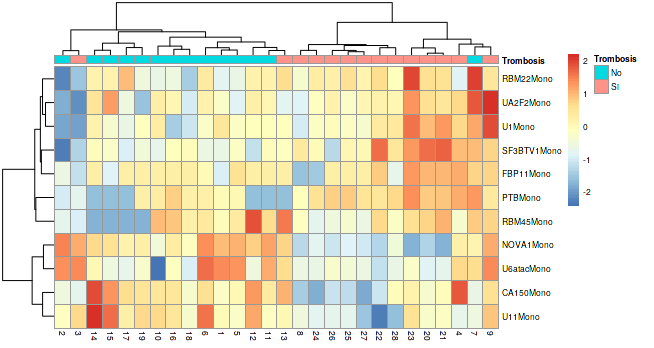 Trombosis
RBM22Mono
UA2F2Mono
U1Mono
SF3BTV1Mono
FBP11Mono
PTBMono
RBM45Mono
NOVA1Mono
U6atacMono
CA150Mono
U11Mono
2 3 14 15 17 19 10 16 18 6 1 5 12 11 13 8 24 26 25 27 22 28 23 20 21 4 7 9
2
1
0
-1
-2
Trombosis
No
SI